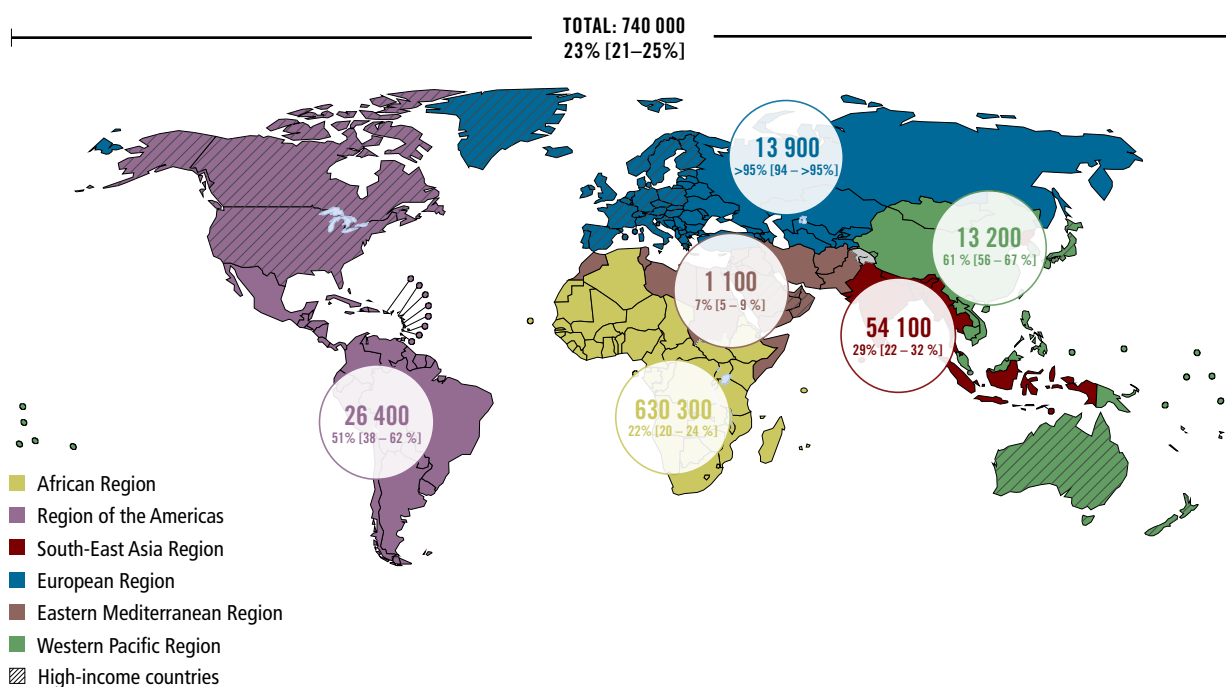 TOTAL: 740 000
23% [21–25%]
13 900
>95% [94 – >95%]
13 200
61 % [56 – 67 %]
1 100
7% [5 – 9 %]
54 100
29% [22 – 32 %]
26 400
51% [38 – 62 %]
630 300
22% [20 – 24 %]
African Region
Region of the Americas
South-East Asia Region
European Region
Eastern Mediterranean Region
Western Pacific Region
High-income countries